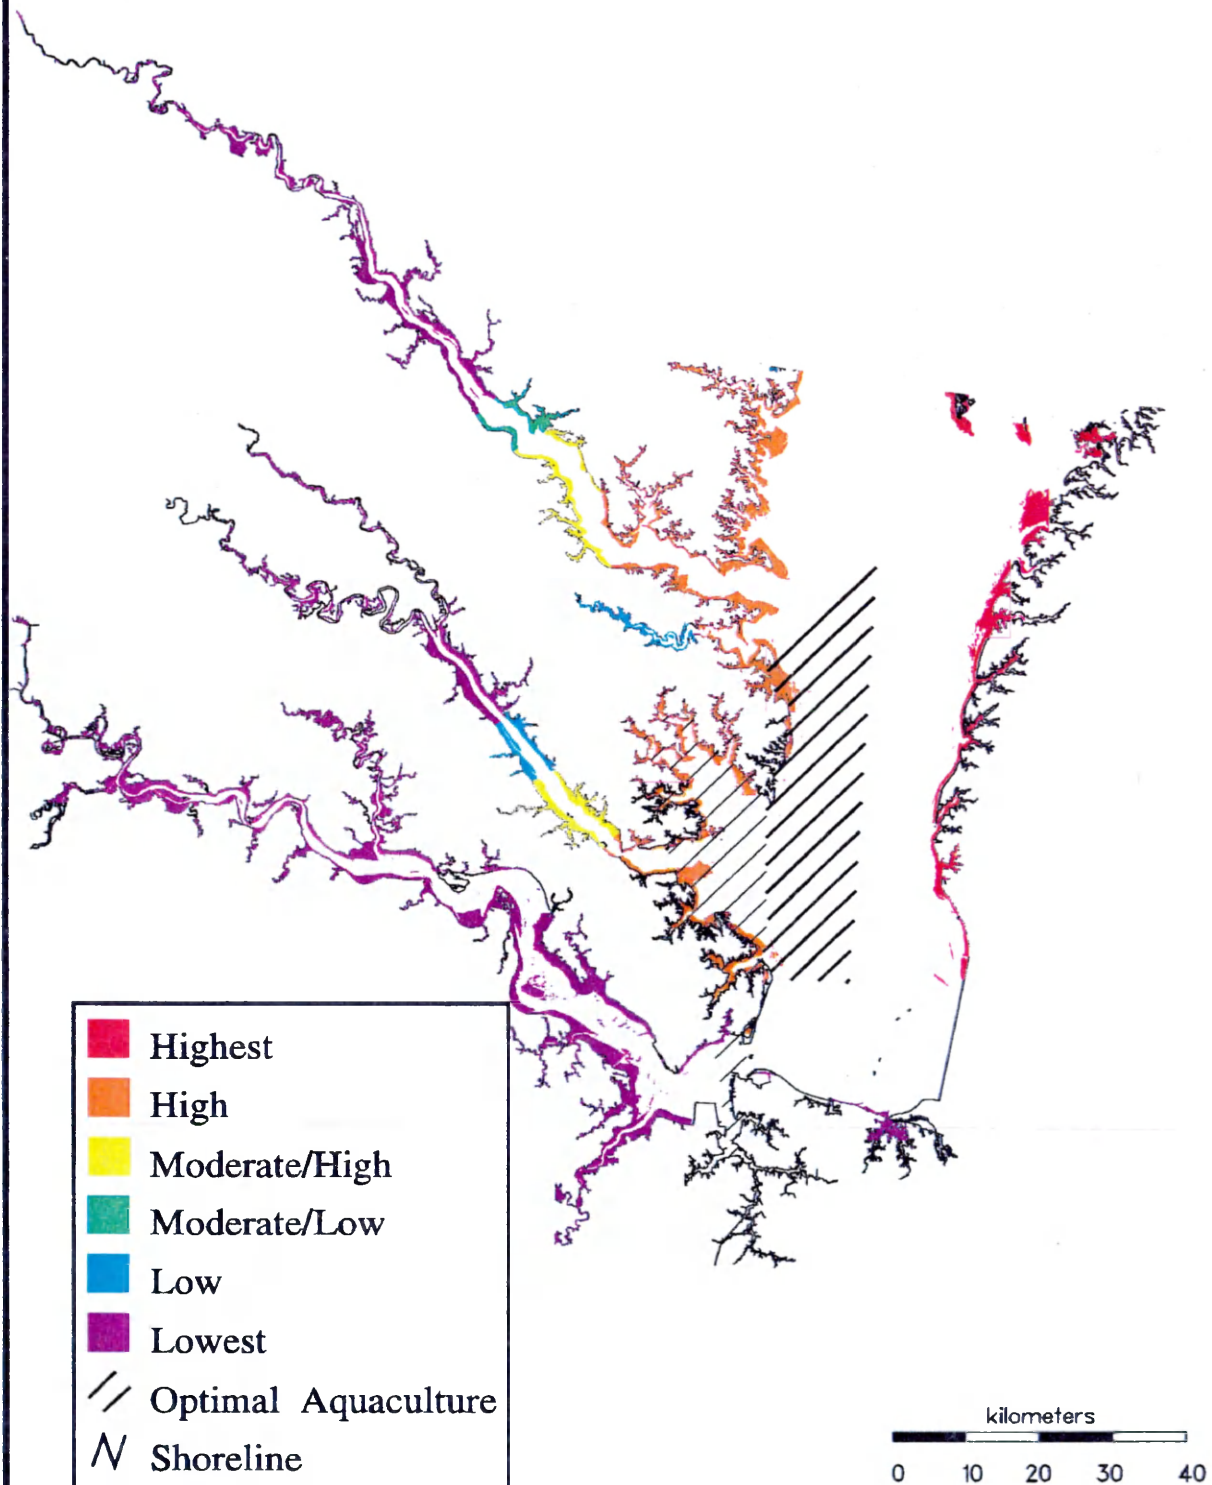 Highest
High
Moderate/High
Moderate/Low
Low
Lowest
Optimal Aquaculture
Shoreline
kilometers
0 10 20 30 40